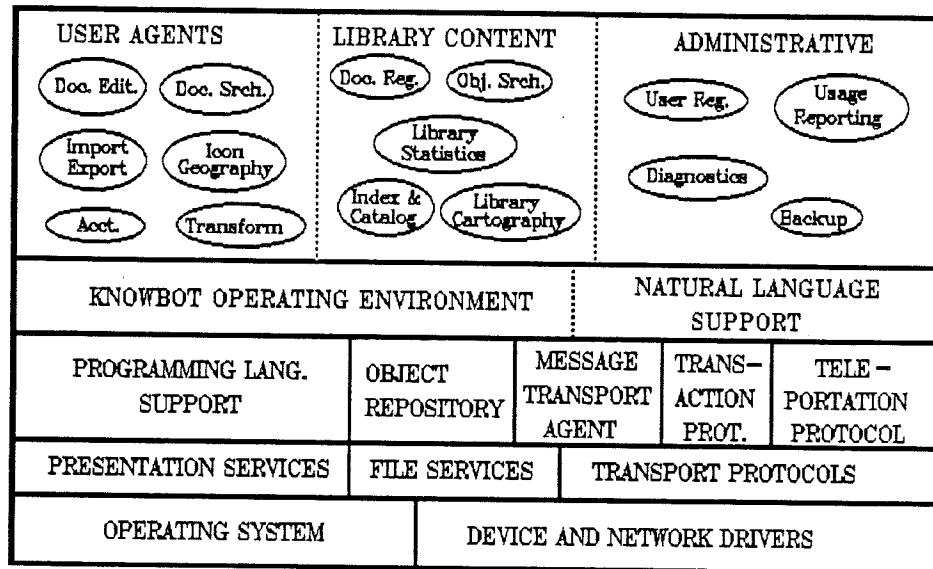 USER AGENTS
Doc. Edit.
Doc. Srch.
Import
Export
Icon
Geography
Acct.
Transform
LIBRARY CONTENT
Doc. Reg.
Obj. Srch.
Library
Statistics
Index &
Catalog
Library
Cartography
ADMINISTRATIVE
User Reg.
Usage
Reporting
Diagnostics
Backup
KNOWBOT OPERATING ENVIRONMENT
NATURAL LANGUAGE
SUPPORT
PROGRAMMING LANG.
SUPPORT
OBJECT
REPOSITORY
MESSAGE
TRANSPORT
AGENT
TRANS-
ACTION
PROT.
TELE-
PORTATION
PROTOCOL
PRESENTATION SERVICES
FILE SERVICES
TRANSPORT PROTOCOLS
OPERATING SYSTEM
DEVICE AND NETWORK DRIVERS